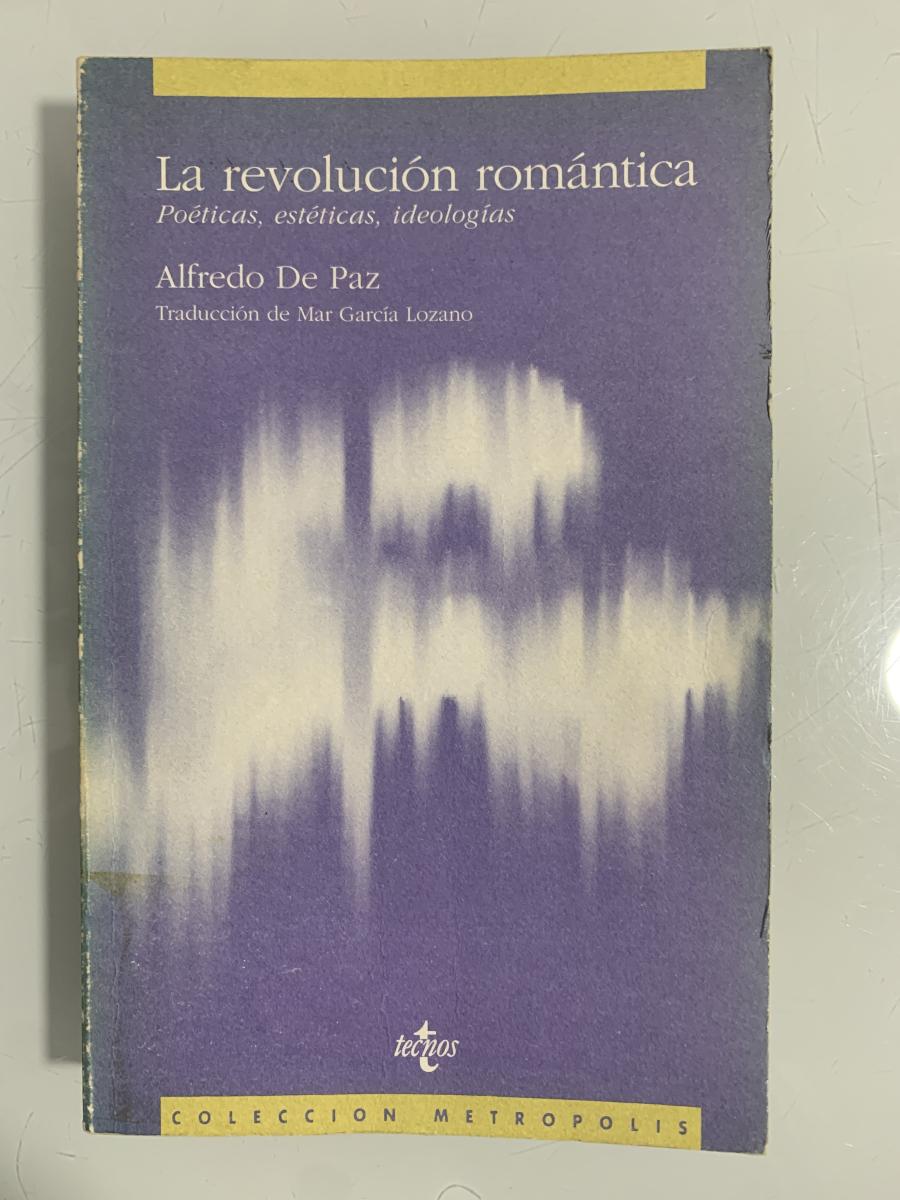 La revolución romántica
Poéticas, estéticas, ideologías
Alfredo De Paz
Traducción de Mar García Lozano
tecnos
COLECCION METROPOLIS